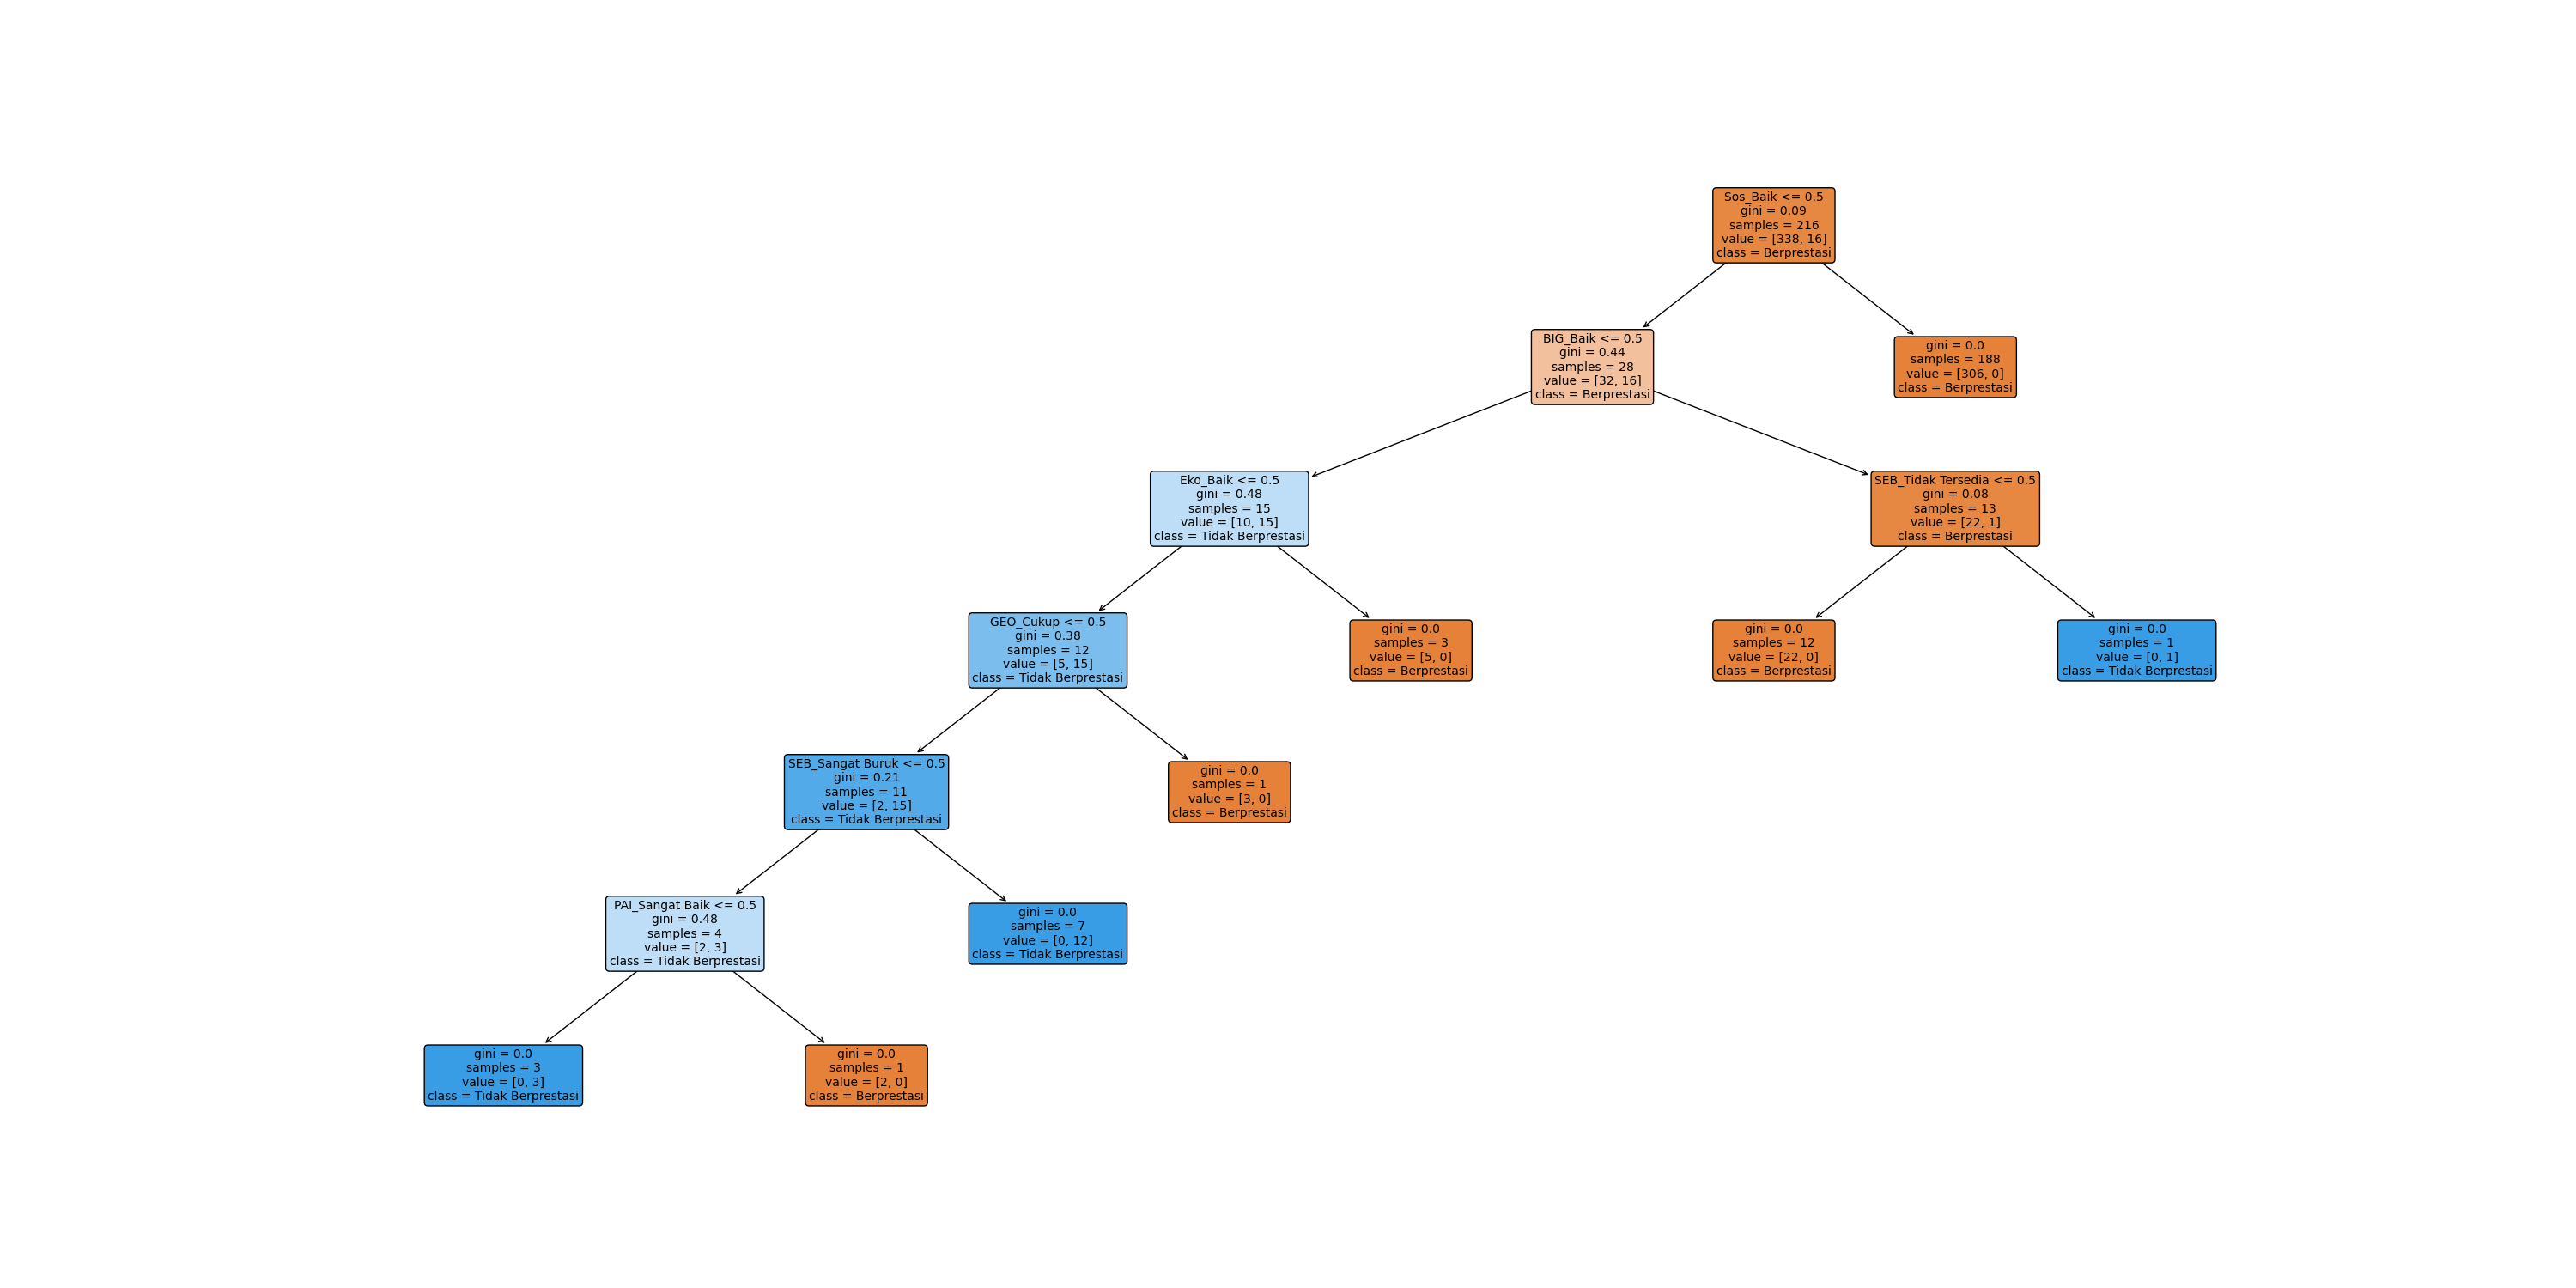 Sos_Baik <= 0.5
gini = 0.09
samples = 216
value = [338, 16]
class = Berprestasi
BIG_Baik <= 0.5
gini = 0.44
samples = 28
value = [32, 16]
class = Berprestasi
gini = 0.0
samples = 188
value = [306, 0]
class = Berprestasi
Eko_Baik <= 0.5
gini = 0.48
samples = 15
value = [10, 15]
class = Tidak Berprestasi
SEB_Tidak Tersedia <= 0.5
gini = 0.08
samples = 13
value = [22, 1]
class = Berprestasi
GEO_Cukup <= 0.5
gini = 0.38
samples = 12
value = [5, 15]
class = Tidak Berprestasi
gini = 0.0
samples = 3
value = [5, 0]
class = Berprestasi
gini = 0.0
samples = 12
value = [22, 0]
class = Berprestasi
gini = 0.0
samples = 1
value = [0, 1]
class = Tidak Berprestasi
SEB_Sangat Buruk <= 0.5
gini = 0.21
samples = 11
value = [2, 15]
class = Tidak Berprestasi
gini = 0.0
samples = 1
value = [3, 0]
class = Berprestasi
PAI_Sangat Baik <= 0.5
gini = 0.48
samples = 4
value = [2, 3]
class = Tidak Berprestasi
gini = 0.0
samples = 7
value = [0, 12]
class = Tidak Berprestasi
gini = 0.0
samples = 3
value = [0, 3]
class = Tidak Berprestasi
gini = 0.0
samples = 1
value = [2, 0]
class = Berprestasi